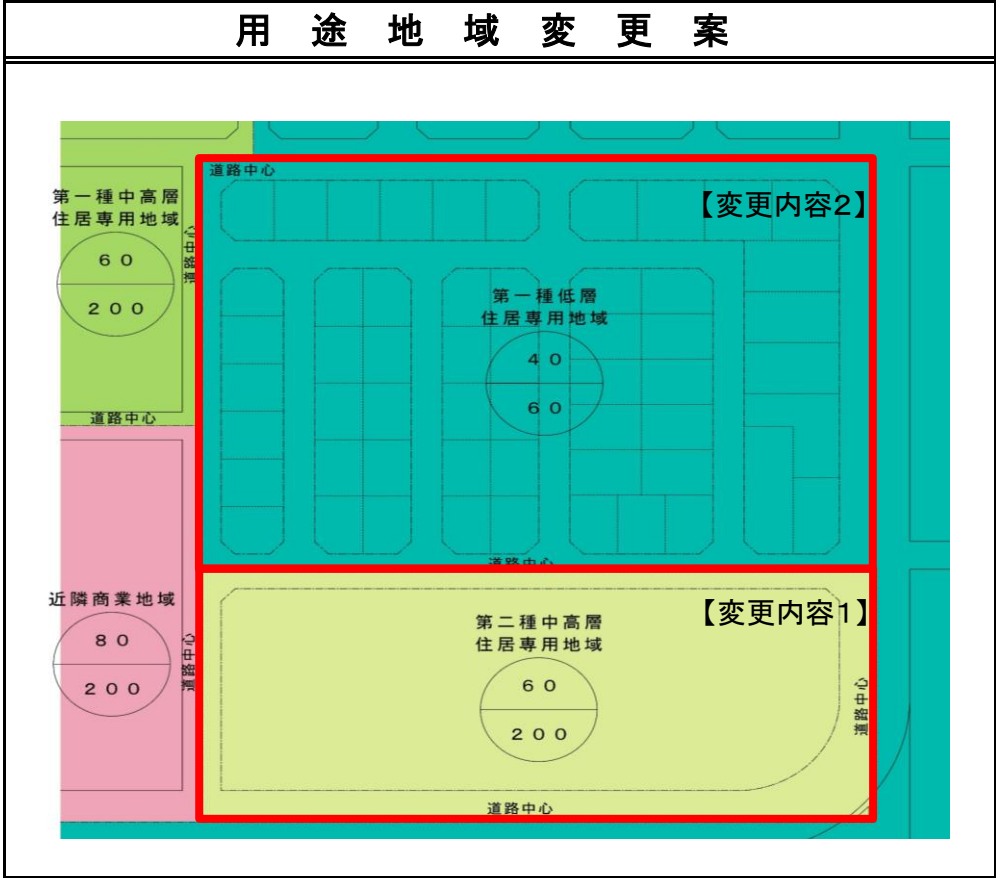 用途地域変更案
道路中心
第一種中高層
住居専用地域
60
200
道路中心
道路中心
【変更内容2】
第一種低層
住居専用地域
40
60
道路中心
近隣商業地域
80
200
道路中心
【変更内容1】
第二種中高層
住居専用地域
60
200
道路中心
道路中心